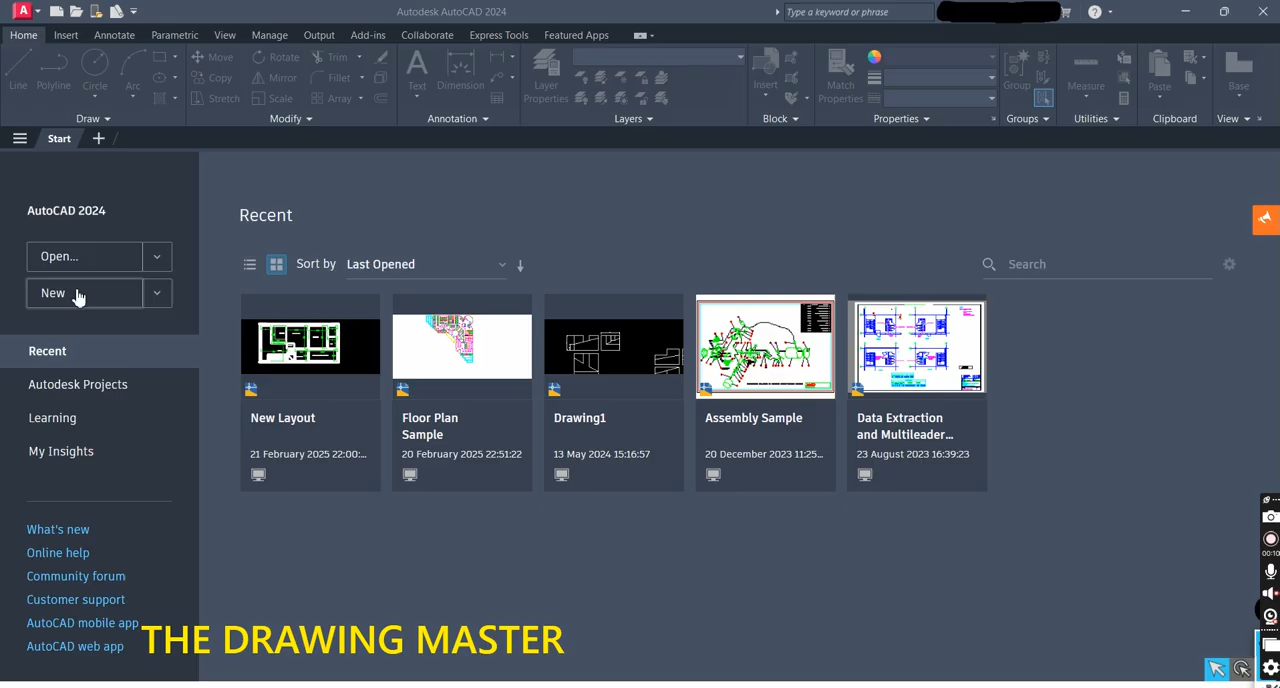 A
Autodesk AutoCAD 2024
Type a keyword or phrase
Home Insert Annotate Parametric View Manage Output Add-ins Collaborate Express Tools Featured Apps
Line Polyline Circle Arc
Move Rotate Trim
Copy Mirror Fillet
Stretch Scale Array
Text Dimension
Layer
Properties
Insert
Match
Properties
Group
Measure
Paste
Base
Draw Modify Annotation Layers Block Properties Groups Utilities Clipboard View
Start
AutoCAD 2024
Open...
New
Recent
Autodesk Projects
Learning
My Insights
What's new
Online help
Community forum
Customer support
AutoCAD mobile app
AutoCAD web app
Recent
Sort by Last Opened
Search
New Layout
21 February 2025 22:00:...
Floor Plan
Sample
20 February 2025 22:51:22
Drawing1
13 May 2024 15:16:57
Assembly Sample
20 December 2023 11:25...
Data Extraction
and Multileader...
23 August 2023 16:39:23
THE DRAWING MASTER